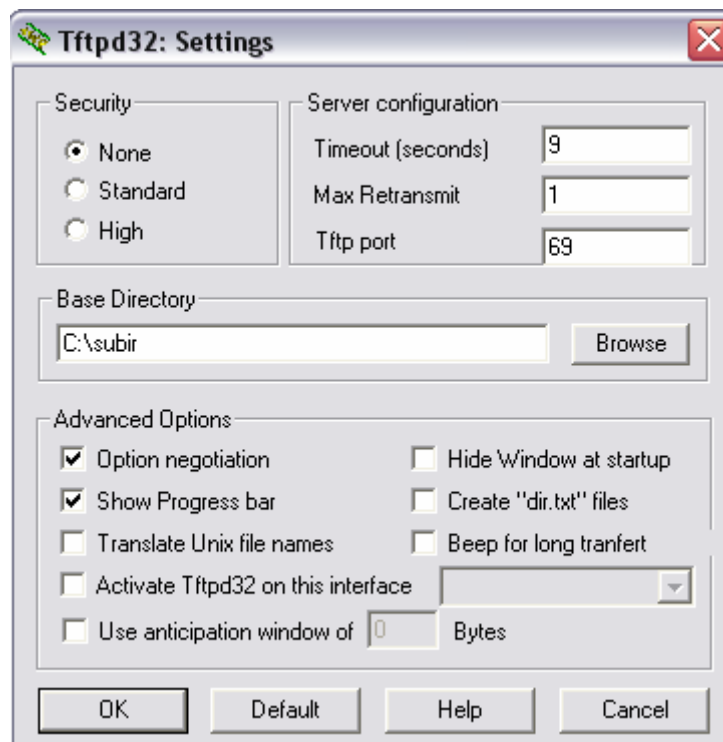 Tftpd32: Settings
Security
None
Standard
High
Server configuration
Timeout (seconds) 9
Max Retransmit 1
Tftp port 69
Base Directory
C:\subir Browse
Advanced Options
Option negotiation Hide Window at startup
Show Progress bar Create "dir.txt" files
Translate Unix file names Beep for long tranfert
Activate Tftpd32 on this interface
Use anticipation window of 0 Bytes
OK Default Help Cancel